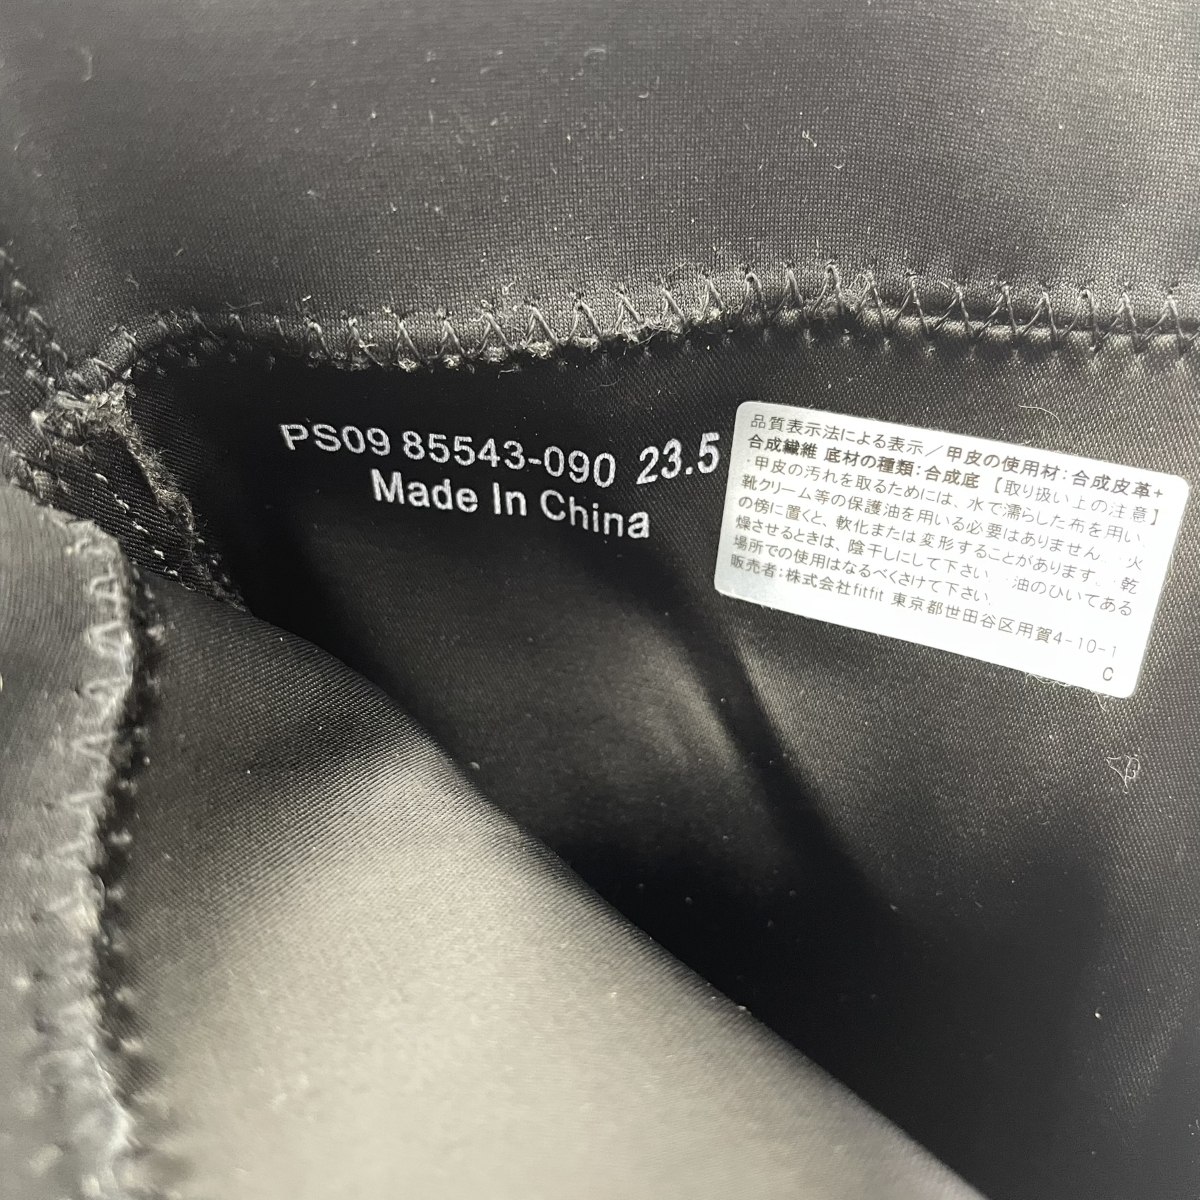 PS09 85543-090 23.5
Made In China
品質表示法による表示/甲皮の使用材:合成皮革+
合成繊維 底材の種類:合成底 【取り扱い上の注意】
・甲皮の汚れを取るためには、水で濡らした布を用い、
靴クリーム等の保護油を用いる必要はありません。・火
の傍に置くと、軟化または変形することがあります。・乾
燥させるときは、陰干しにして下さい。・油のひいてある
場所での使用はなるべくさけて下さい。
販売者:株式会社fitfit 東京都世田谷区用賀4-10-1
C